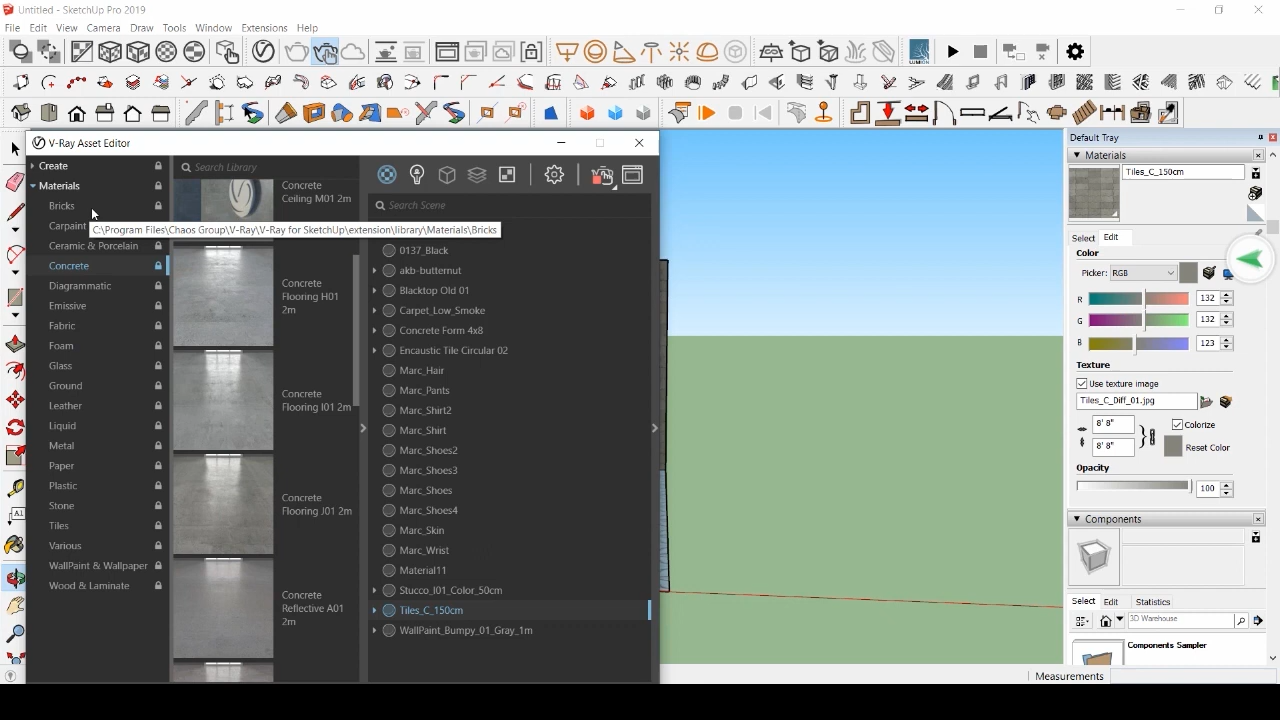 Untitled - SketchUp Pro 2019
File Edit View Camera Draw Tools Window Extensions Help
LUMION
V-Ray Asset Editor
Create
Materials
Bricks
Carpaint
Ceramic & Porcelain
Concrete
Diagrammatic
Emissive
Fabric
Foam
Glass
Ground
Leather
Liquid
Metal
Paper
Plastic
Stone
Tiles
Various
WallPaint & Wallpaper
Wood & Laminate
C:\Program Files\Chaos Group\V-Ray\V-Ray for SketchUp\extension\library\Materials\Bricks
Search Library
Concrete
Ceiling M01 2m
Concrete
Flooring H01
2m
Concrete
Flooring I01 2m
Concrete
Flooring J01 2m
Concrete
Reflective A01
2m
Search Scene
0137_Black
akb-butternut
Blacktop Old 01
Carpet_Low_Smoke
Concrete Form 4x8
Encaustic Tile Circular 02
Marc_Hair
Marc_Pants
Marc_Shirt2
Marc_Shirt
Marc_Shoes2
Marc_Shoes3
Marc_Shoes
Marc_Shoes4
Marc_Skin
Marc_Wrist
Material11
Stucco_I01_Color_50cm
Tiles_C_150cm
WallPaint_Bumpy_01_Gray_1m
Default Tray
Materials
Tiles_C_150cm
Select Edit
Color
Picker: RGB
R 132
G 132
B 123
Texture
Use texture image
Tiles_C_Diff_01.jpg
8' 8" Colorize
8' 8" Reset Color
Opacity
100
Components
Select Edit Statistics
3D Warehouse
Components Sampler
Measurements
A1